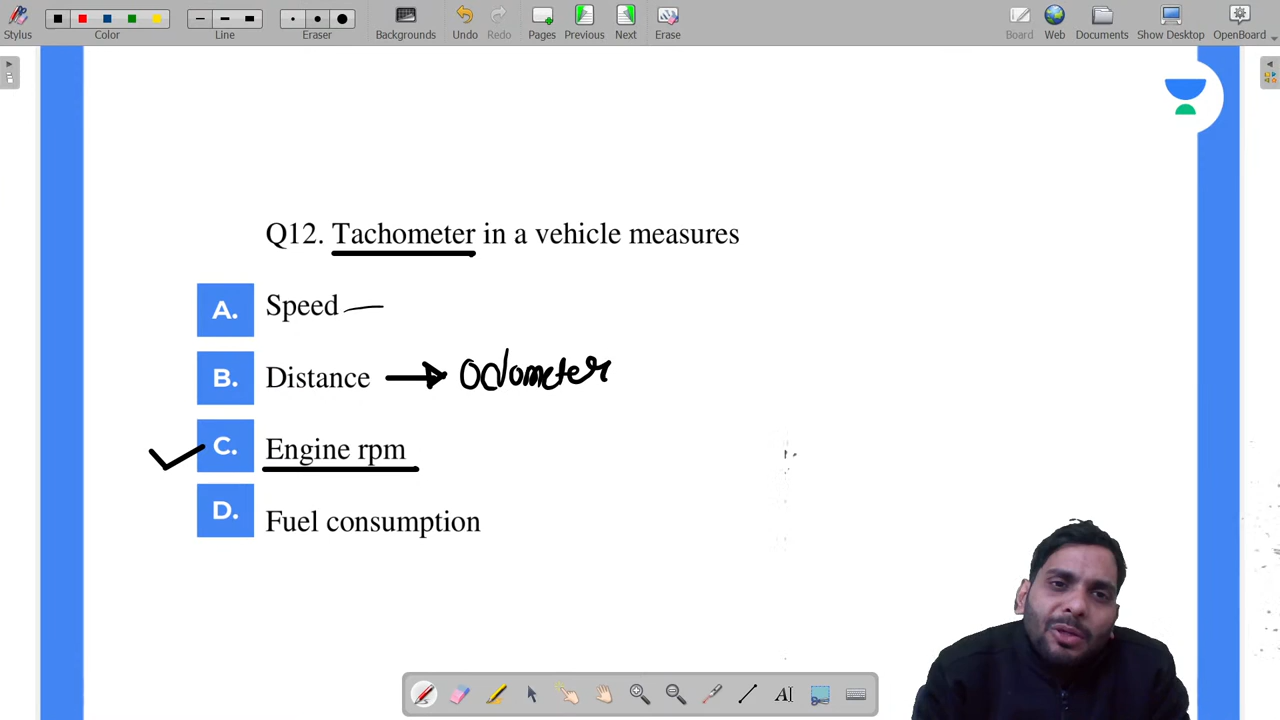 Stylus
Color
Line
Eraser
Backgrounds
Undo
Redo
Pages
Previous
Next
Erase
Board
Web
Documents
Show Desktop
OpenBoard
Q12. Tachometer in a vehicle measures
A. Speed
B. Distance → odometer
C. Engine rpm
D. Fuel consumption